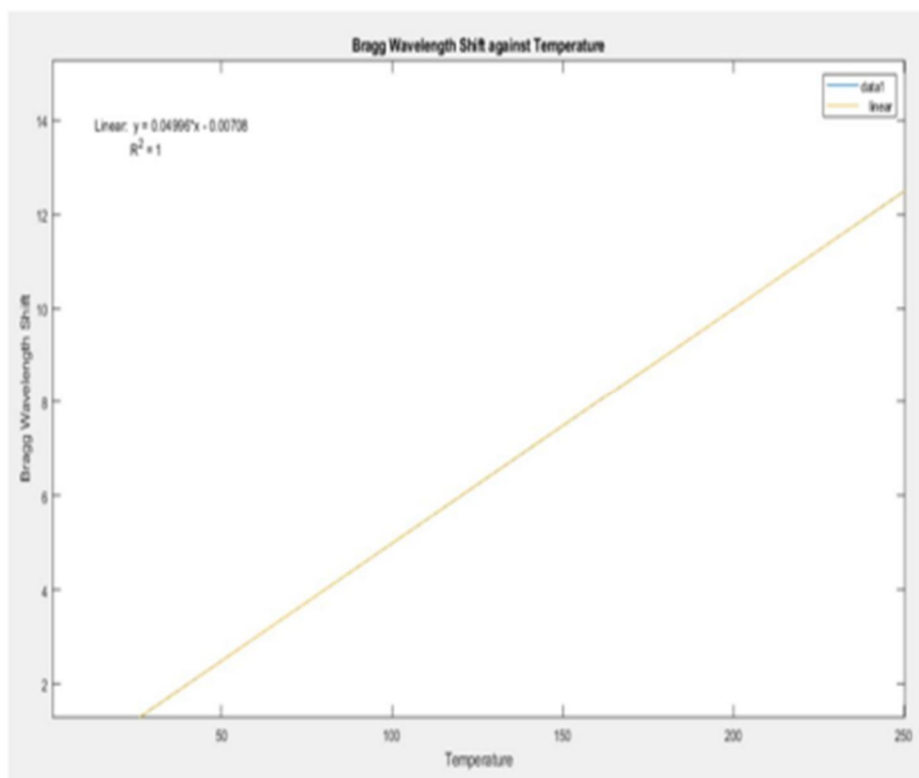 Bragg Wavelength Shift against Temperature
data1
linear
Linear: y = 0.04996*x - 0.00708
R² = 1
14
12
10
8
6
4
2
Bragg Wavelength Shift
50 100 150 200 250
Temperature